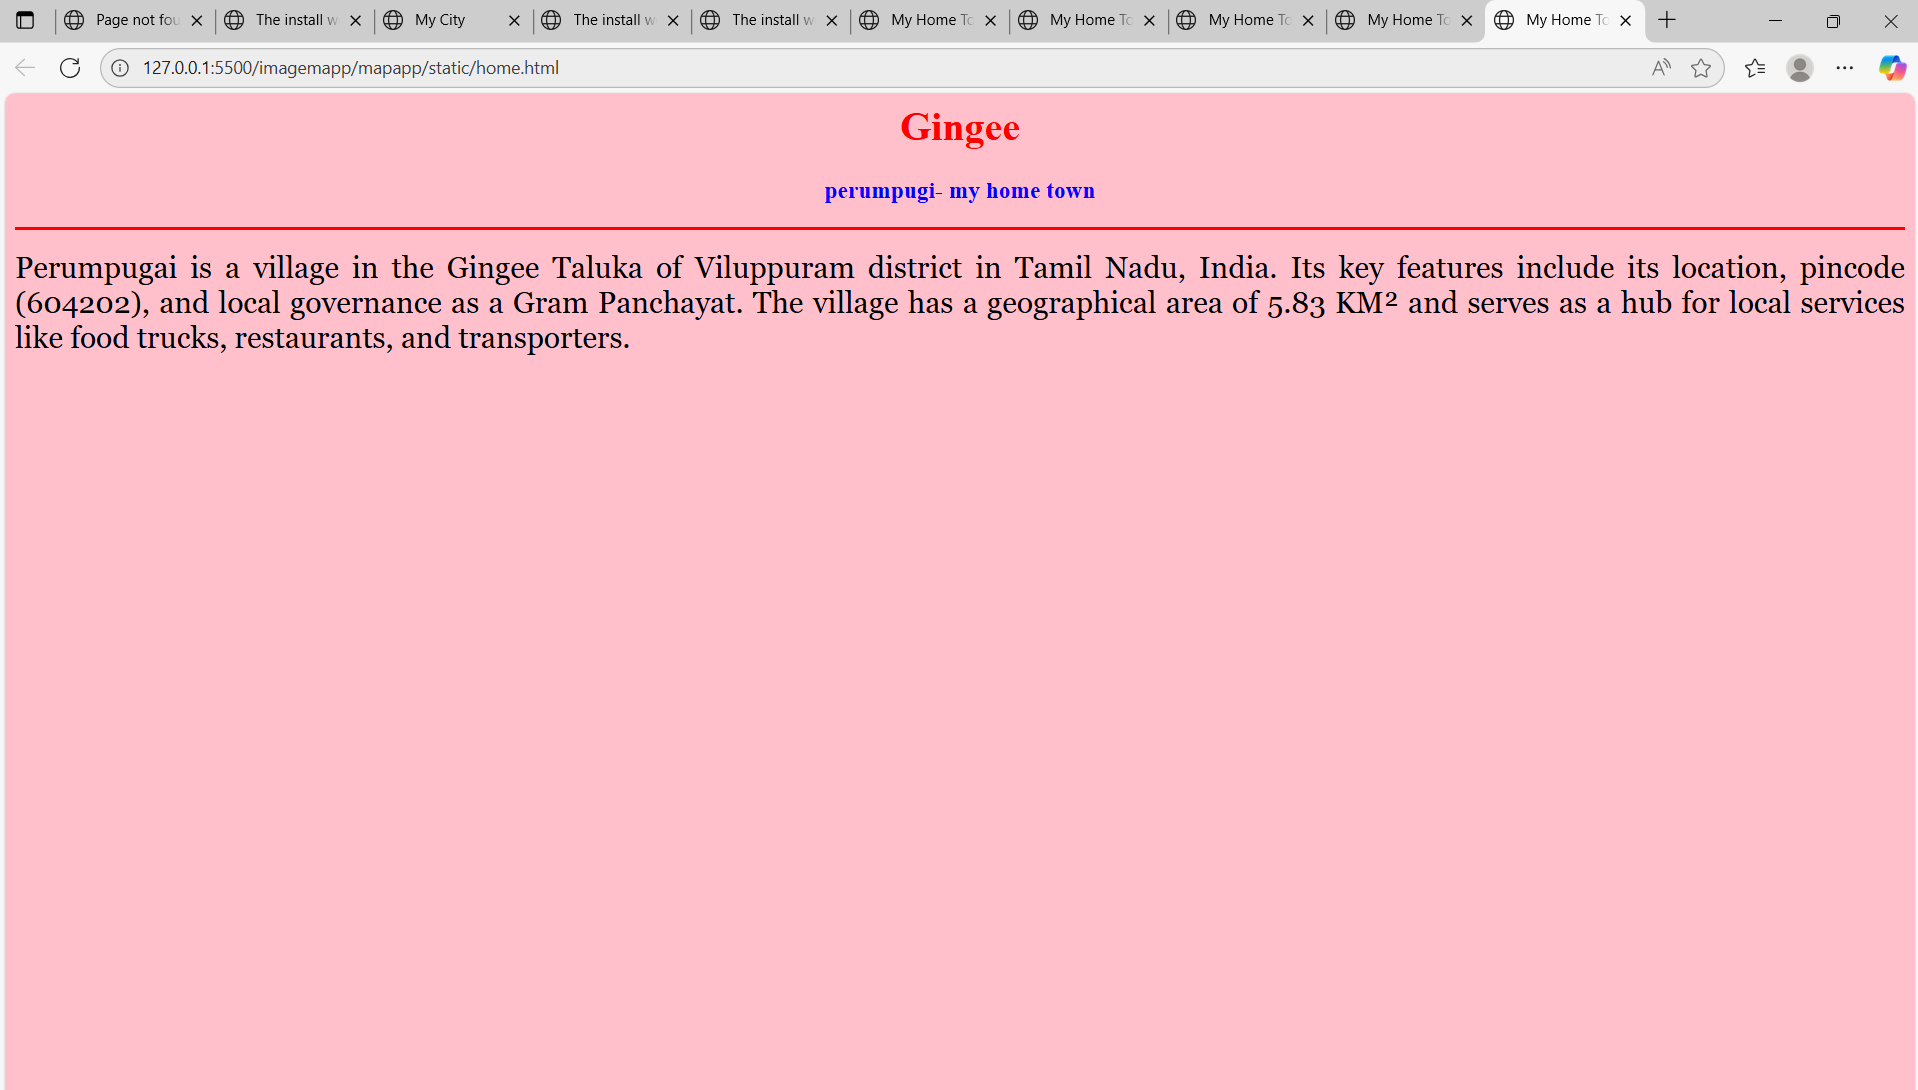 Page not fou
The install w
My City
The install w
The install w
My Home To
My Home To
My Home To
My Home To
My Home To
127.0.0.1:5500/imagemapp/mapapp/static/home.html
Gingee
perumpugi- my home town
Perumpugai is a village in the Gingee Taluka of Viluppuram district in Tamil Nadu, India. Its key features include its location, pincode
(604202), and local governance as a Gram Panchayat. The village has a geographical area of 5.83 KM² and serves as a hub for local services
like food trucks, restaurants, and transporters.